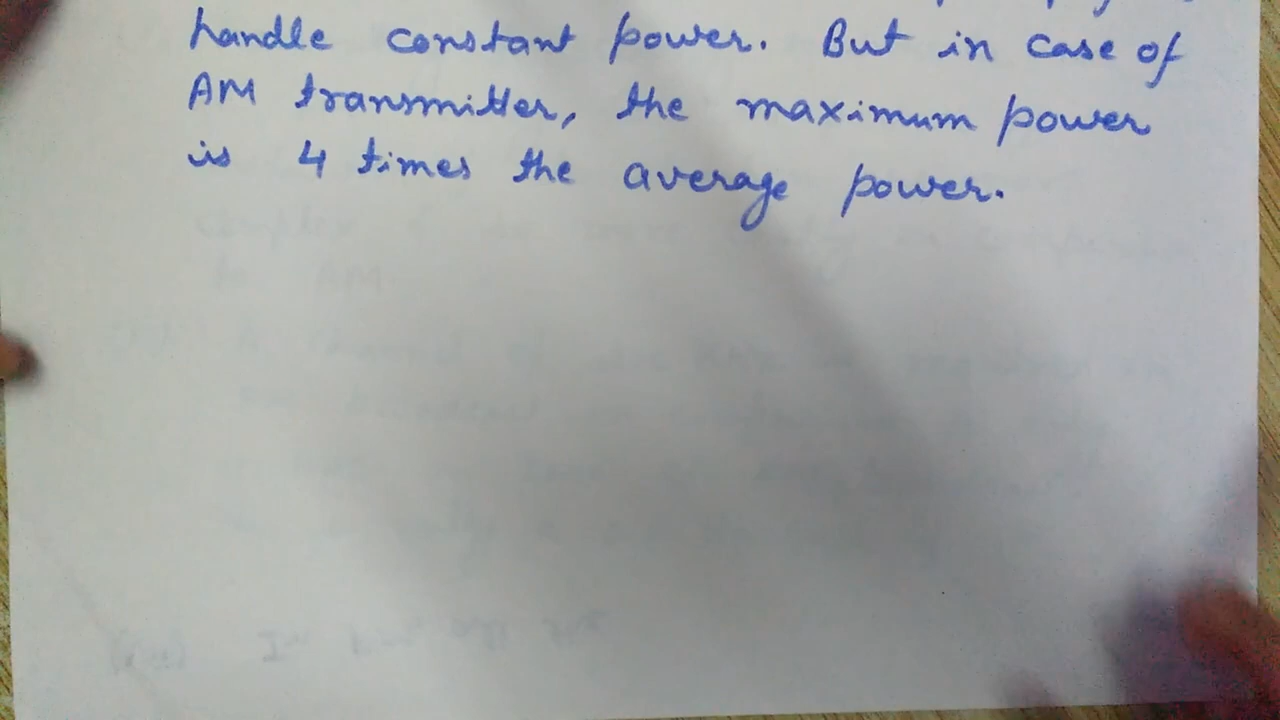 handle constant power. But in case of
AM transmitter, the maximum power
is 4 times the average power.